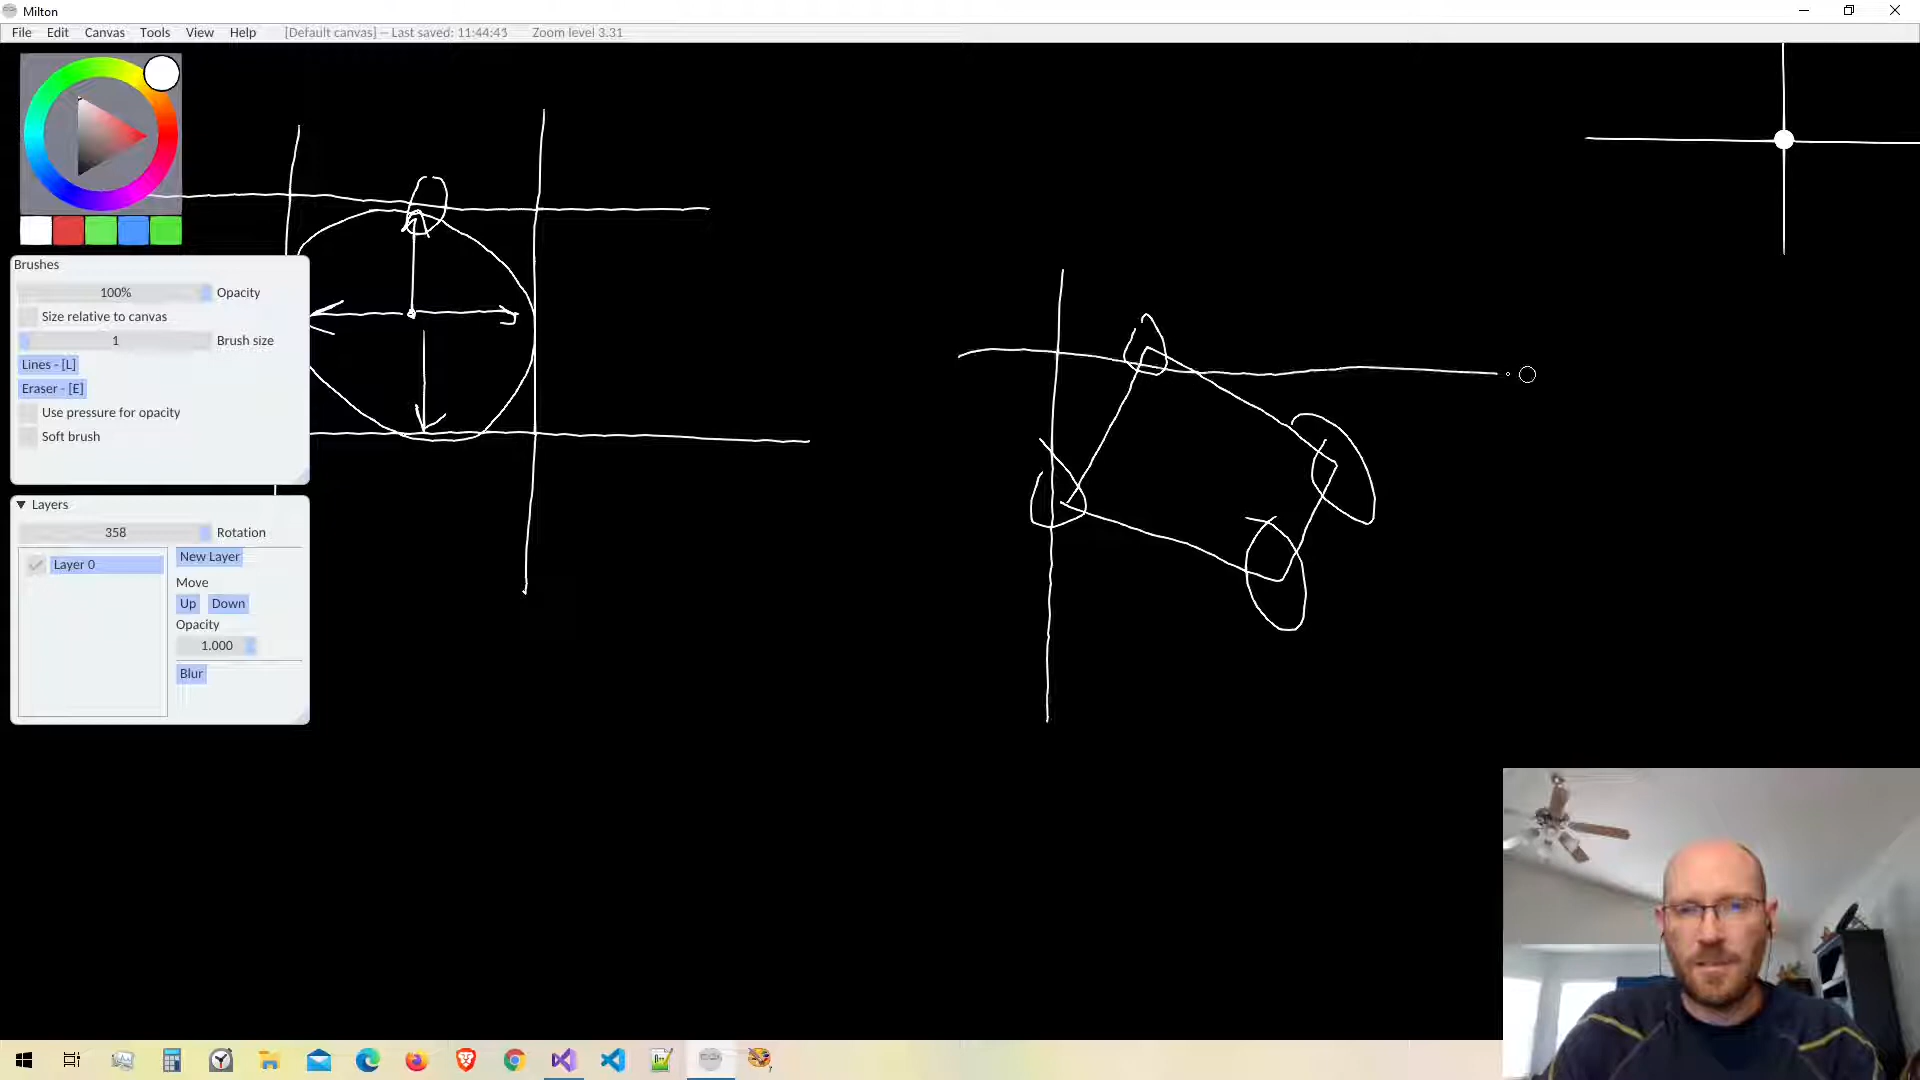 Milton
File Edit Canvas Tools View Help [Default canvas] -- Last saved: 11:44:43 Zoom level 3.31
Brushes
100% Opacity
Size relative to canvas
1 Brush size
Lines - [L]
Eraser - [E]
Use pressure for opacity
Soft brush
Layers
358 Rotation
Layer 0
New Layer
Move
Up Down
Opacity
1.000
Blur